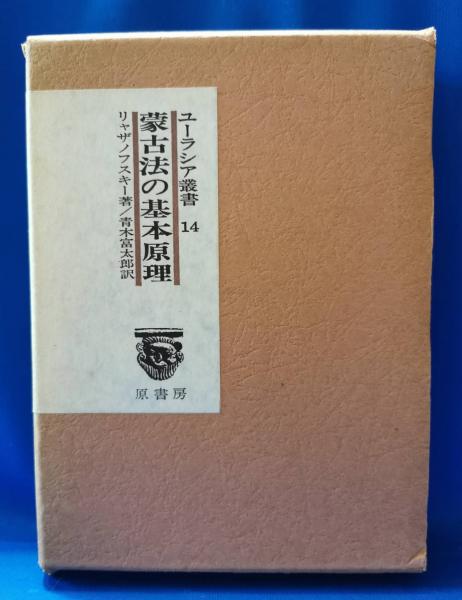 ユーラシア叢書 14
蒙古法の基本原理
リャザノフスキー著/青木富太郎訳
原書房